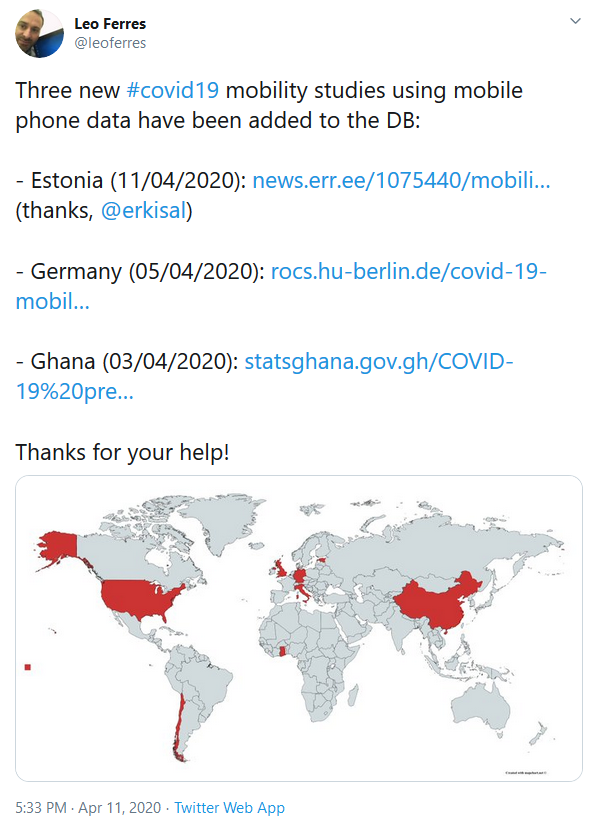 Leo Ferres
@leoferres
Three new #covid19 mobility studies using mobile
phone data have been added to the DB:
- Estonia (11/04/2020): news.err.ee/1075440/mobili...
(thanks, @erkisal)
- Germany (05/04/2020): rocs.hu-berlin.de/covid-19-
mobil...
- Ghana (03/04/2020): statsghana.gov.gh/COVID-
19%20pre...
Thanks for your help!
5:33 PM · Apr 11, 2020 · Twitter Web App